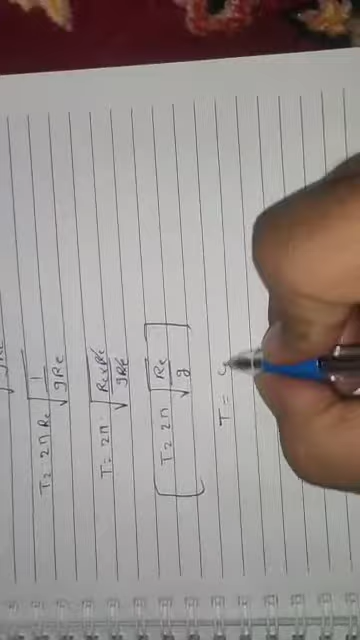 T = 2π Re √(1/gRe)
T = 2π · √(Re×Re/gRe)
[T = 2π √(Re/g)]
T =